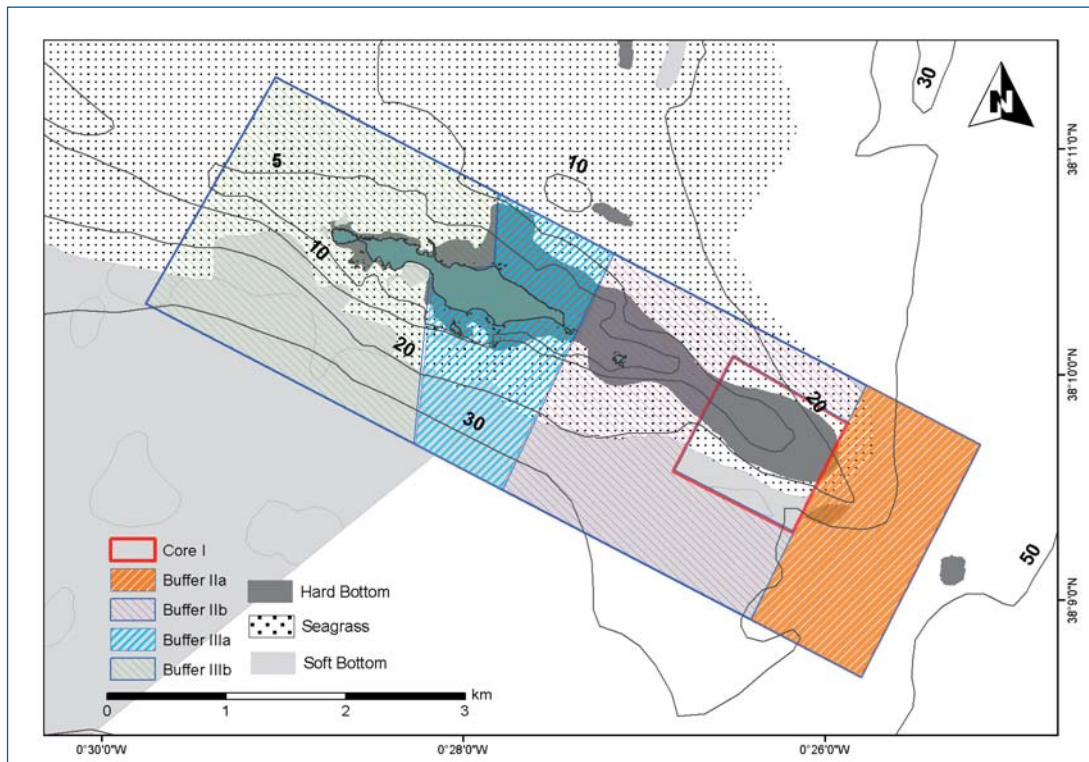 30
N
10
38°11'0"N
5
10
38°10'0"N
20
20
30
50
38°9'0"N
Core I
Buffer IIa
Buffer IIb
Buffer IIIa
Buffer IIIb
Hard Bottom
Seagrass
Soft Bottom
km
0 1 2 3
0°30'0"W 0°28'0"W 0°26'0"W